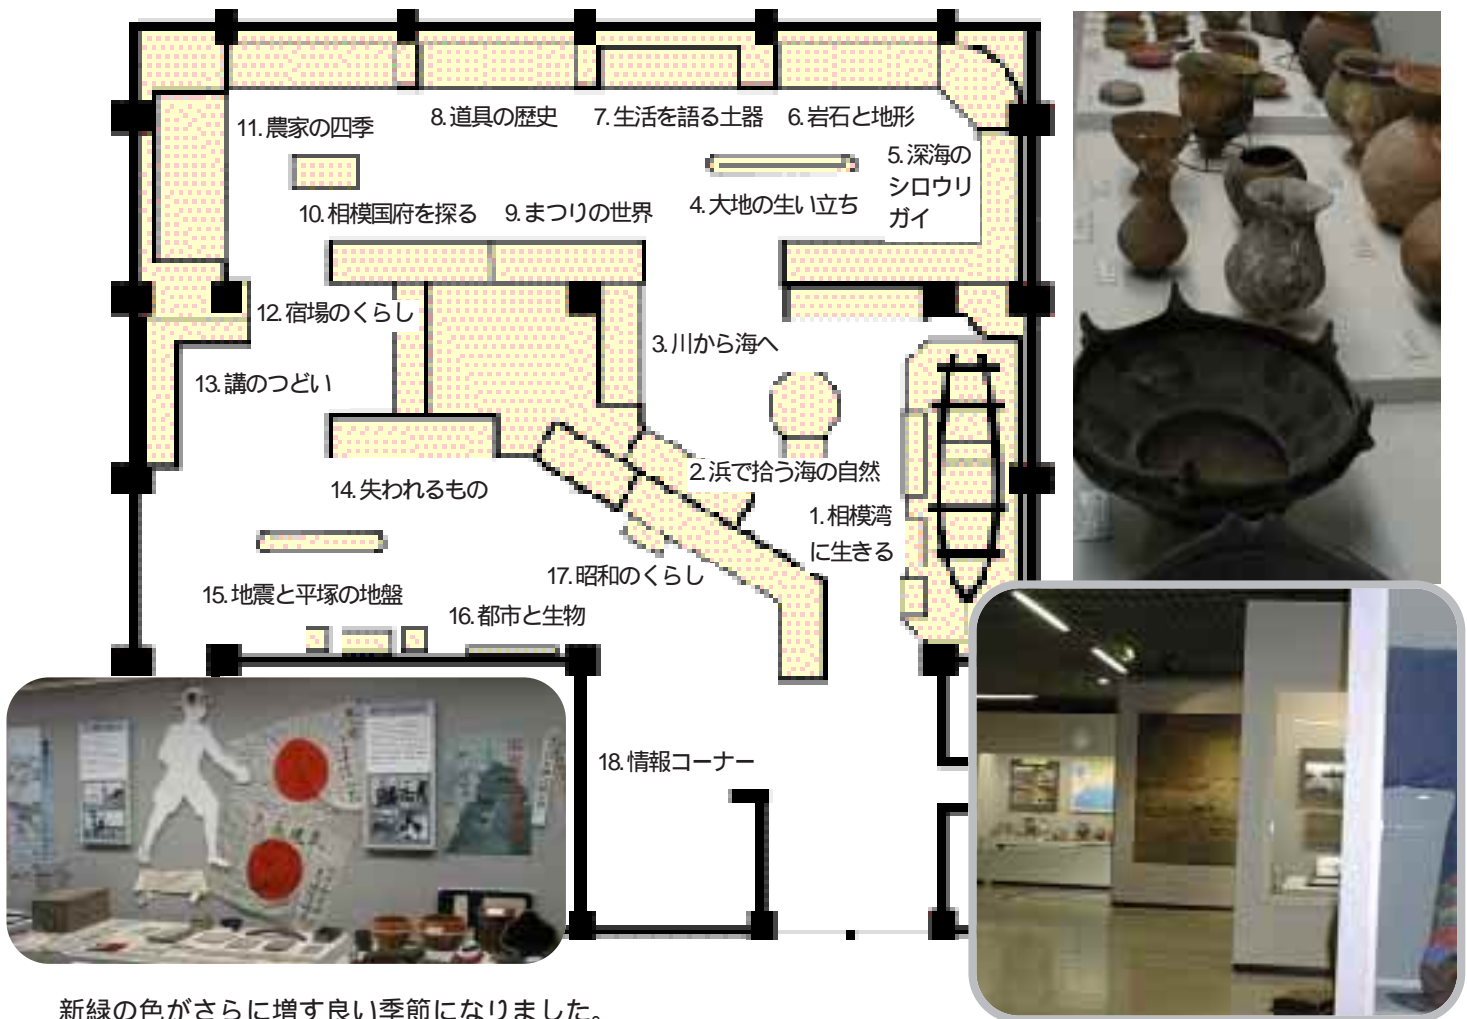 11. 農家の四季
8. 道具の歴史
7. 生活を語る土器
6. 岩石と地形
5. 深海の
シロウリ
ガイ
10. 相模国府を探る
9. まつりの世界
4. 大地の生い立ち
12. 宿場のくらし
3. 川から海へ
13. 講のつどい
2. 浜で拾う海の自然
14. 失われるもの
1. 相模湾
に生きる
17. 昭和のくらし
15. 地震と平塚の地盤
16. 都市と生物
18. 情報コーナー
新緑の色がさらに増す良い季節になりました。